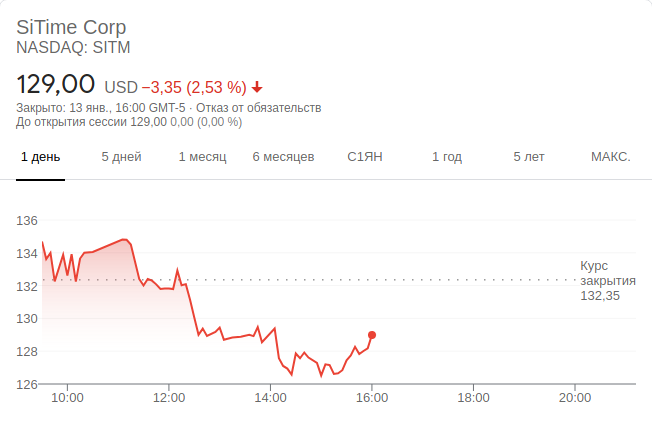 SiTime Corp
NASDAQ: SITM
129,00 USD −3,35 (2,53 %)
Закрыто: 13 янв., 16:00 GMT-5 · Отказ от обязательств
До открытия сессии 129,00 0,00 (0,00 %)
1 день 5 дней 1 месяц 6 месяцев С1ЯН 1 год 5 лет МАКС.
136
134
Курс
закрытия
132,35
132
130
128
126
10:00 12:00 14:00 16:00 18:00 20:00